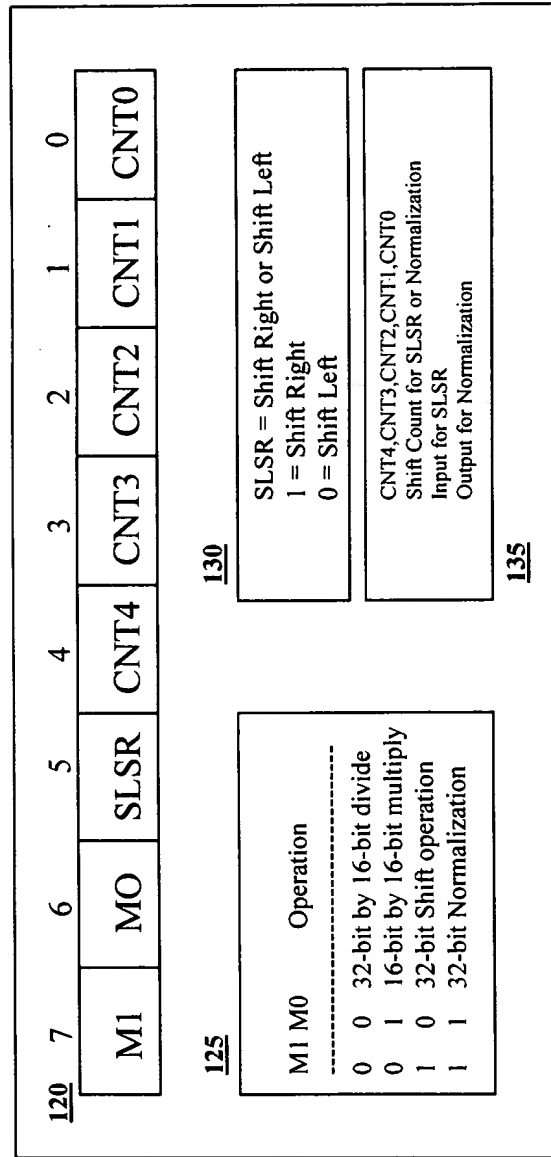 120
7 6 5 4 3 2 1 0
M1 MO SLSR CNT4 CNT3 CNT2 CNT1 CNT0
125
M1 M0 Operation
------------------------------------------
0 0 32-bit by 16-bit divide
0 1 16-bit by 16-bit multiply
1 0 32-bit Shift operation
1 1 32-bit Normalization
130
SLSR = Shift Right or Shift Left
1 = Shift Right
0 = Shift Left
CNT4,CNT3,CNT2,CNT1,CNT0
Shift Count for SLSR or Normalization
Input for SLSR
Output for Normalization
135